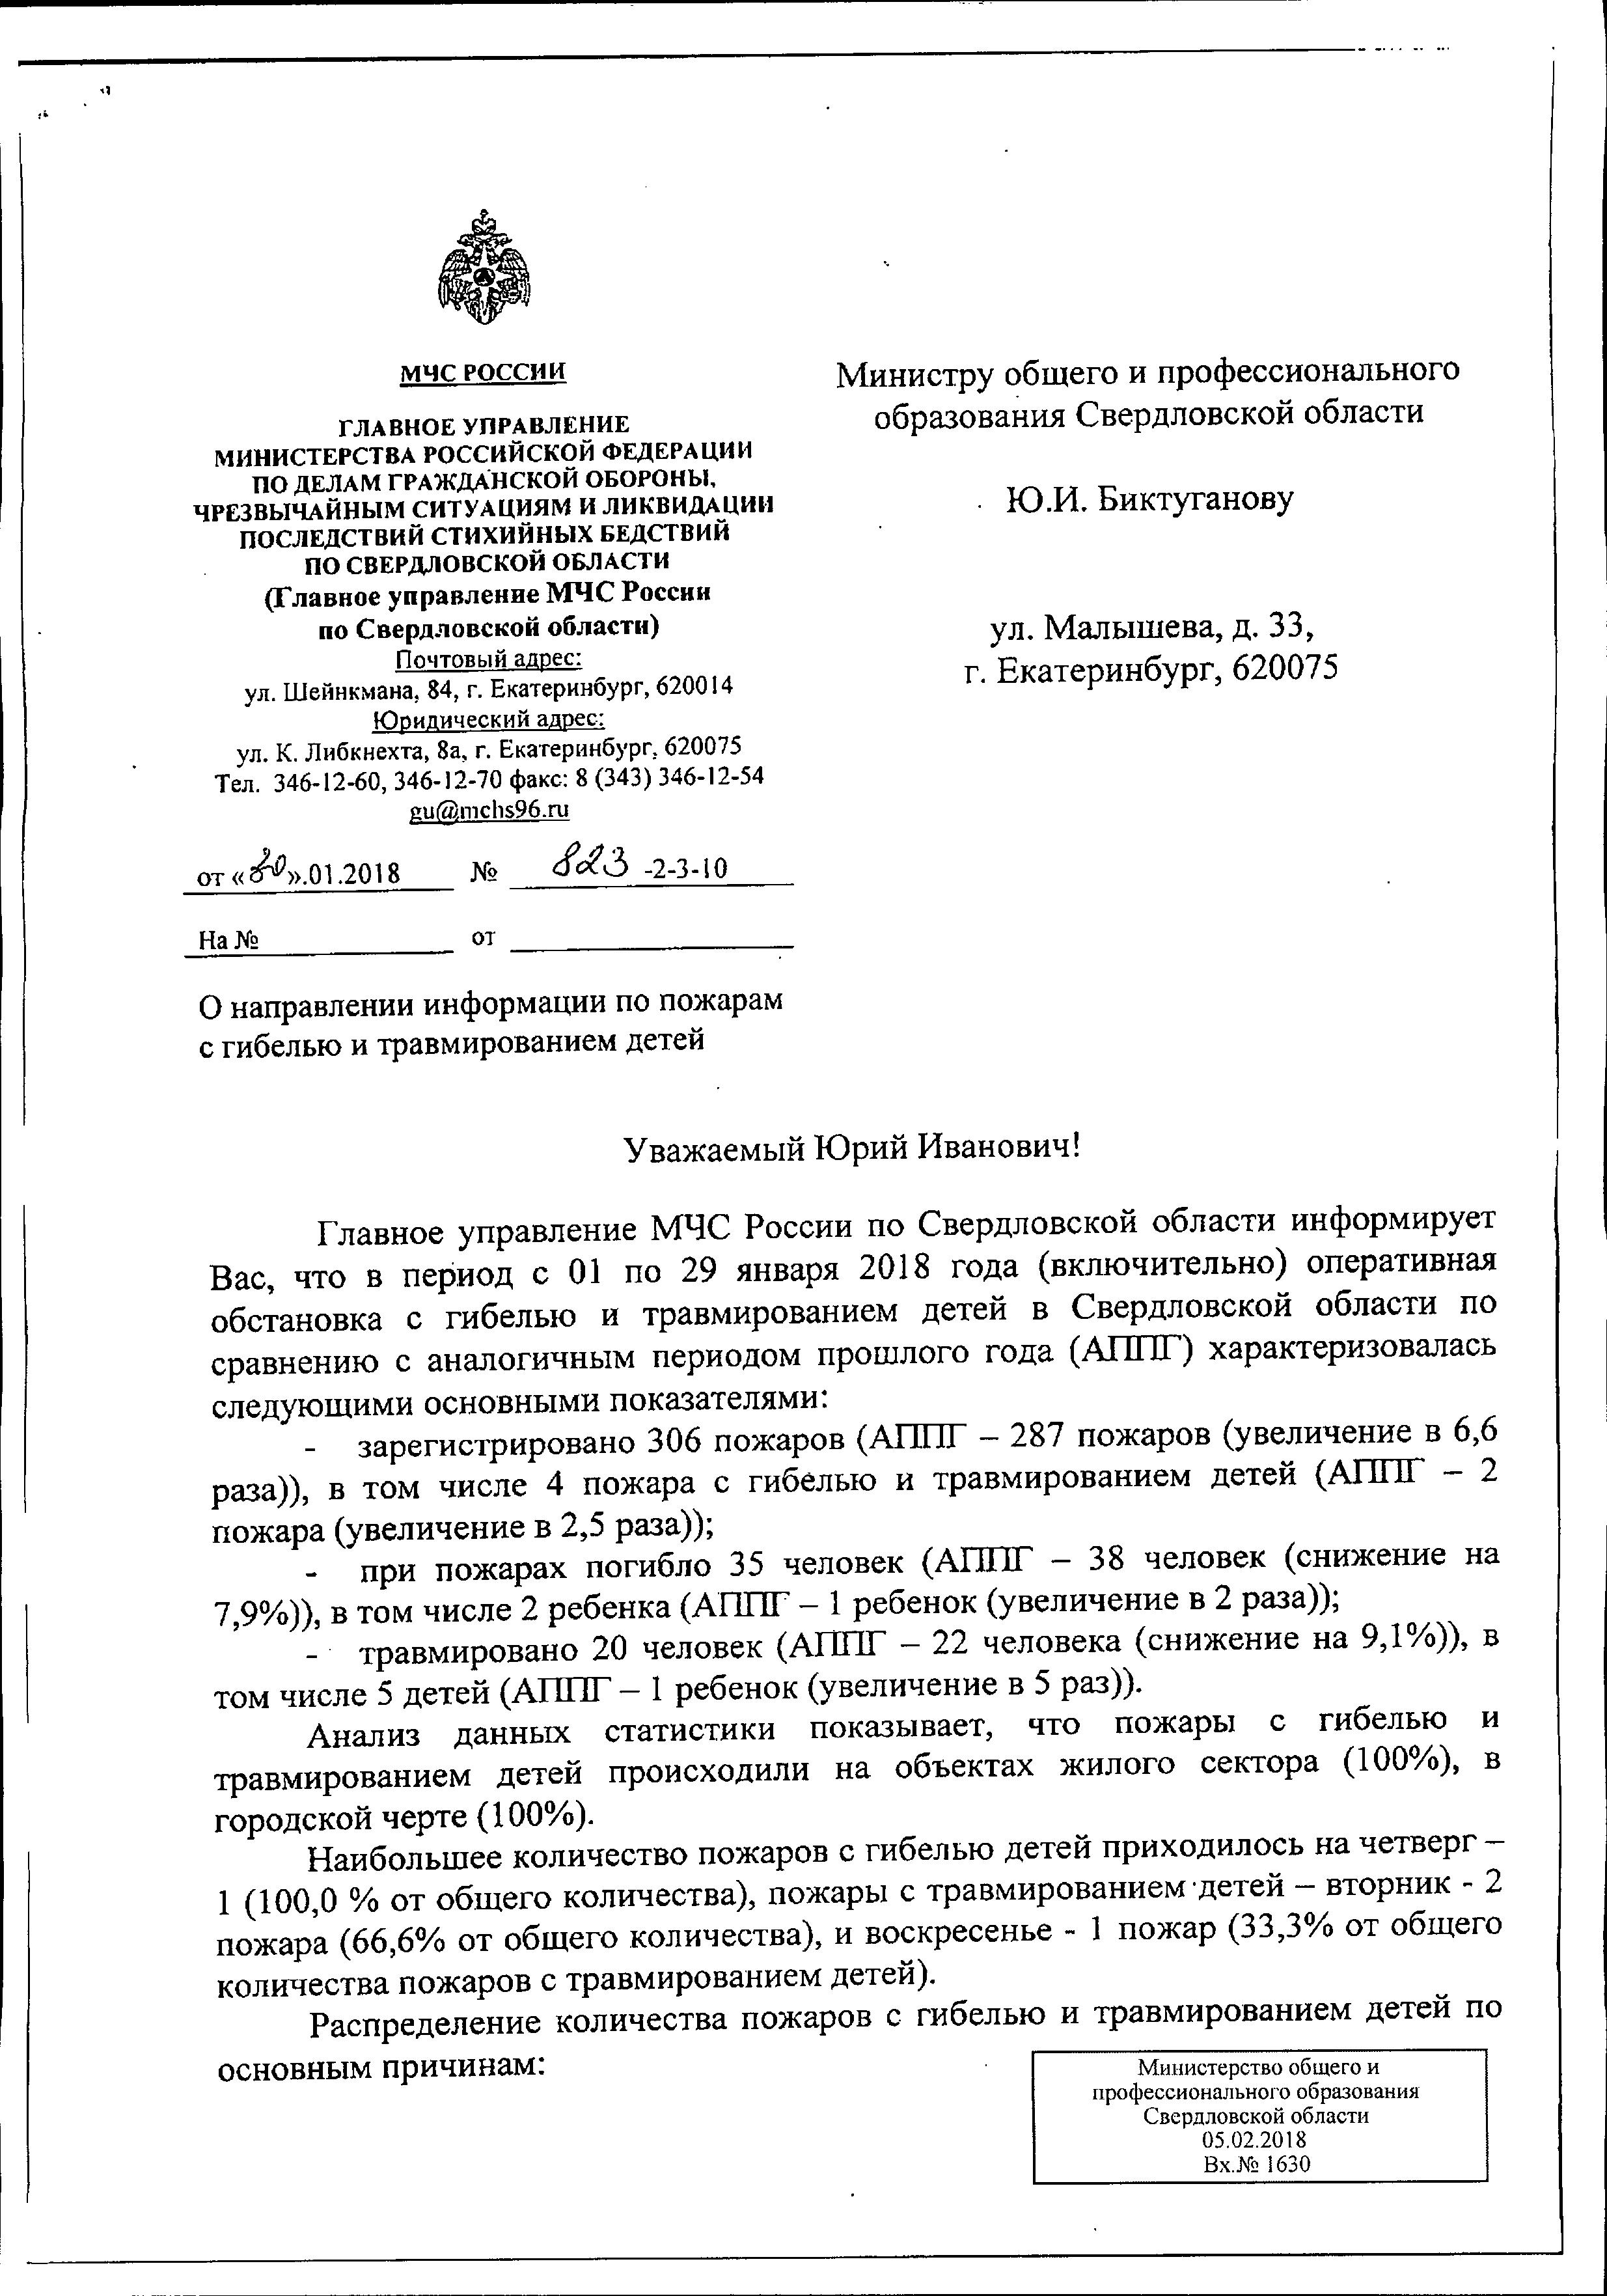 МЧС РОССИИ
ГЛАВНОЕ УПРАВЛЕНИЕ
МИНИСТЕРСТВА РОССИЙСКОЙ ФЕДЕРАЦИИ
ПО ДЕЛАМ ГРАЖДАНСКОЙ ОБОРОНЫ,
ЧРЕЗВЫЧАЙНЫМ СИТУАЦИЯМ И ЛИКВИДАЦИИ
ПОСЛЕДСТВИЙ СТИХИЙНЫХ БЕДСТВИЙ
ПО СВЕРДЛОВСКОЙ ОБЛАСТИ
(Главное управление МЧС России
по Свердловской области)
Почтовый адрес:
ул. Шейнкмана, 84, г. Екатеринбург, 620014
Юридический адрес:
ул. К. Либкнехта, 8а, г. Екатеринбург, 620075
Тел. 346-12-60, 346-12-70 факс: 8 (343) 346-12-54
gu@mchs96.ru
от «».01.2018 № 823 -2-3-10
На № от
О направлении информации по пожарам
с гибелью и травмированием детей
Министру общего и профессионального
образования Свердловской области
Ю.И. Биктуганову
ул. Малышева, д. 33,
г. Екатеринбург, 620075
Уважаемый Юрий Иванович!
Главное управление МЧС России по Свердловской области информирует
Вас, что в период с 01 по 29 января 2018 года (включительно) оперативная
обстановка с гибелью и травмированием детей в Свердловской области по
сравнению с аналогичным периодом прошлого года (АППГ) характеризовалась
следующими основными показателями:
- зарегистрировано 306 пожаров (АППГ – 287 пожаров (увеличение в 6,6
раза)), в том числе 4 пожара с гибелью и травмированием детей (АППГ – 2
пожара (увеличение в 2,5 раза));
- при пожарах погибло 35 человек (АППГ – 38 человек (снижение на
7,9%)), в том числе 2 ребенка (АППГ – 1 ребенок (увеличение в 2 раза));
- травмировано 20 человек (АППГ – 22 человека (снижение на 9,1%)), в
том числе 5 детей (АППГ – 1 ребенок (увеличение в 5 раз)).
Анализ данных статистики показывает, что пожары с гибелью и
травмированием детей происходили на объектах жилого сектора (100%), в
городской черте (100%).
Наибольшее количество пожаров с гибелью детей приходилось на четверг –
1 (100,0 % от общего количества), пожары с травмированием детей – вторник - 2
пожара (66,6% от общего количества), и воскресенье - 1 пожар (33,3% от общего
количества пожаров с травмированием детей).
Распределение количества пожаров с гибелью и травмированием детей по
основным причинам:
Министерство общего и
профессионального образования
Свердловской области
05.02.2018
Вх.№ 1630